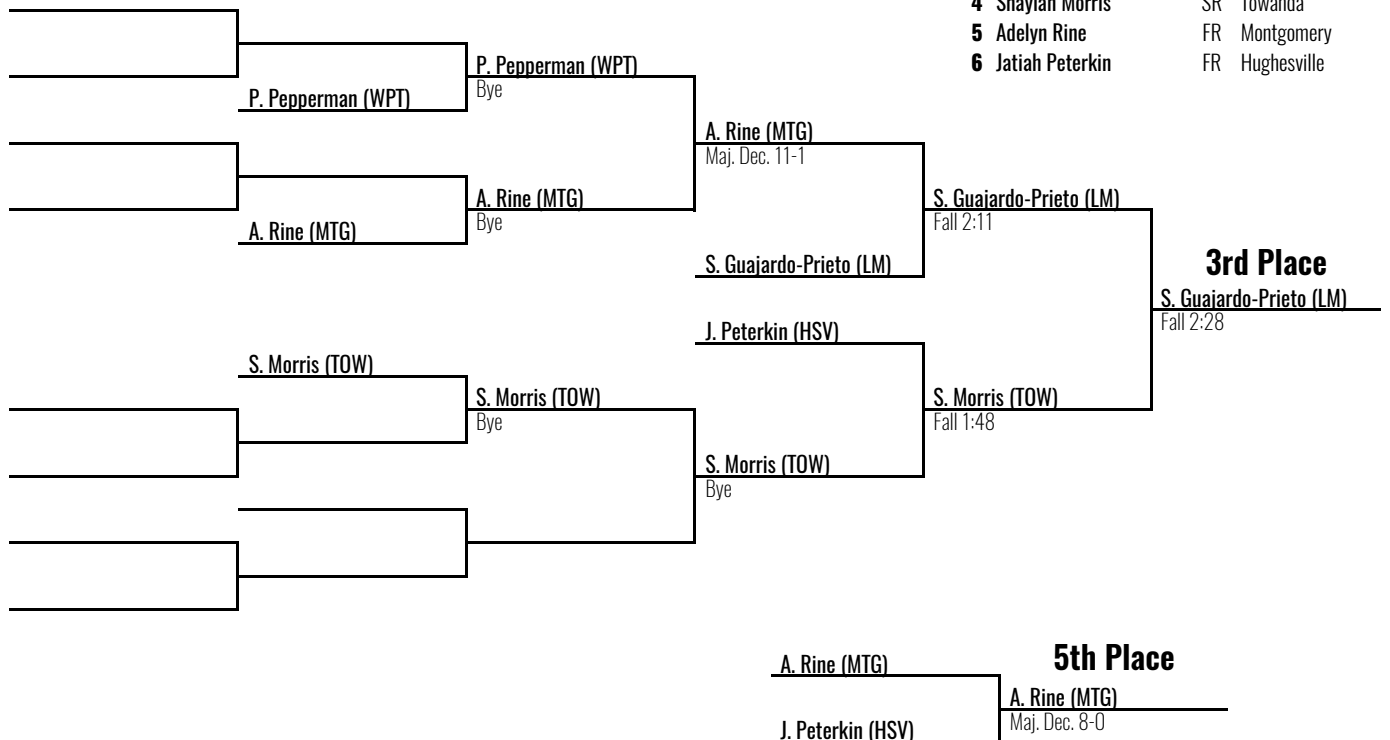 4 Shaylah Morris SR Towanda
5 Adelyn Rine FR Montgomery
6 Jatiah Peterkin FR Hughesville
P. Pepperman (WPT)
Bye
P. Pepperman (WPT)
A. Rine (MTG)
Maj. Dec. 11-1
A. Rine (MTG)
Bye
A. Rine (MTG)
S. Guajardo-Prieto (LM)
Fall 2:11
S. Guajardo-Prieto (LM)
3rd Place
S. Guajardo-Prieto (LM)
Fall 2:28
J. Peterkin (HSV)
S. Morris (TOW)
S. Morris (TOW)
Bye
S. Morris (TOW)
Fall 1:48
S. Morris (TOW)
Bye
5th Place
A. Rine (MTG)
A. Rine (MTG)
Maj. Dec. 8-0
J. Peterkin (HSV)